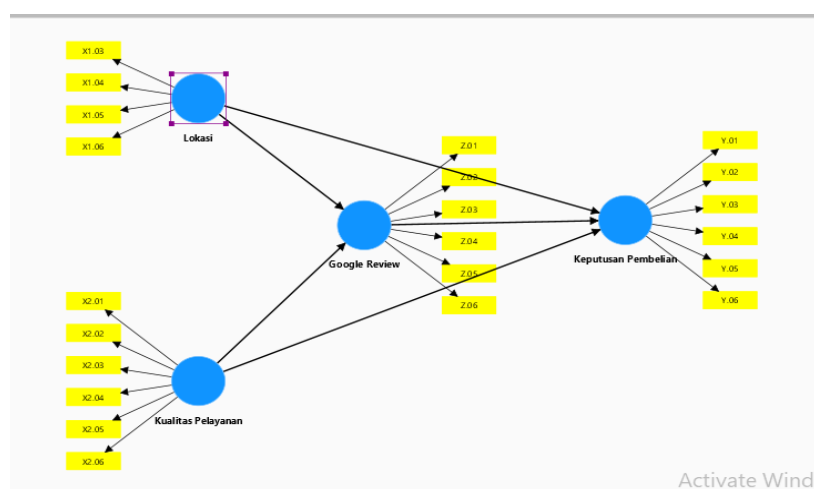 X1.03
X1.04
X1.05
X1.06
Lokasi
Z.01
Z.02
Z.03
Z.04
Z.05
Z.06
Google Review
Y.01
Y.02
Y.03
Y.04
Y.05
Y.06
Keputusan Pembelian
X2.01
X2.02
X2.03
X2.04
X2.05
X2.06
Kualitas Pelayanan
Activate Wind